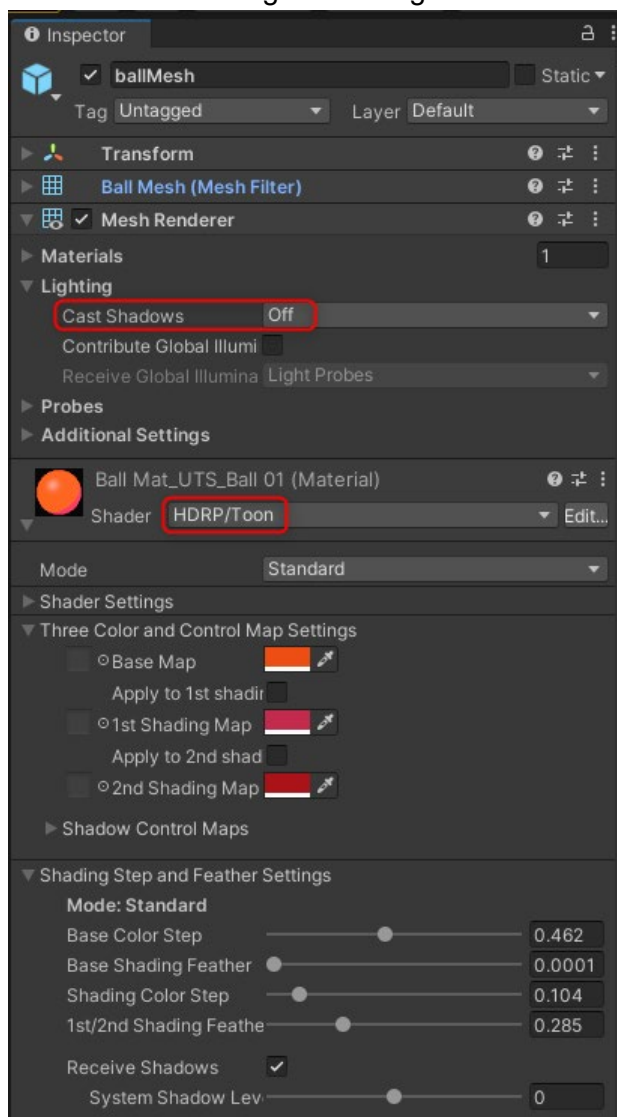 Inspector
ballMesh
Static
Tag Untagged Layer Default
Transform
Ball Mesh (Mesh Filter)
Mesh Renderer
Materials 1
Lighting
Cast Shadows Off
Contribute Global Illumi
Receive Global Illumina Light Probes
Probes
Additional Settings
Ball Mat_UTS_Ball 01 (Material)
Shader HDRP/Toon Edit...
Mode Standard
Shader Settings
Three Color and Control Map Settings
Base Map
Apply to 1st shadir
1st Shading Map
Apply to 2nd shad
2nd Shading Map
Shadow Control Maps
Shading Step and Feather Settings
Mode: Standard
Base Color Step 0.462
Base Shading Feather 0.0001
Shading Color Step 0.104
1st/2nd Shading Feathe 0.285
Receive Shadows
System Shadow Lev 0